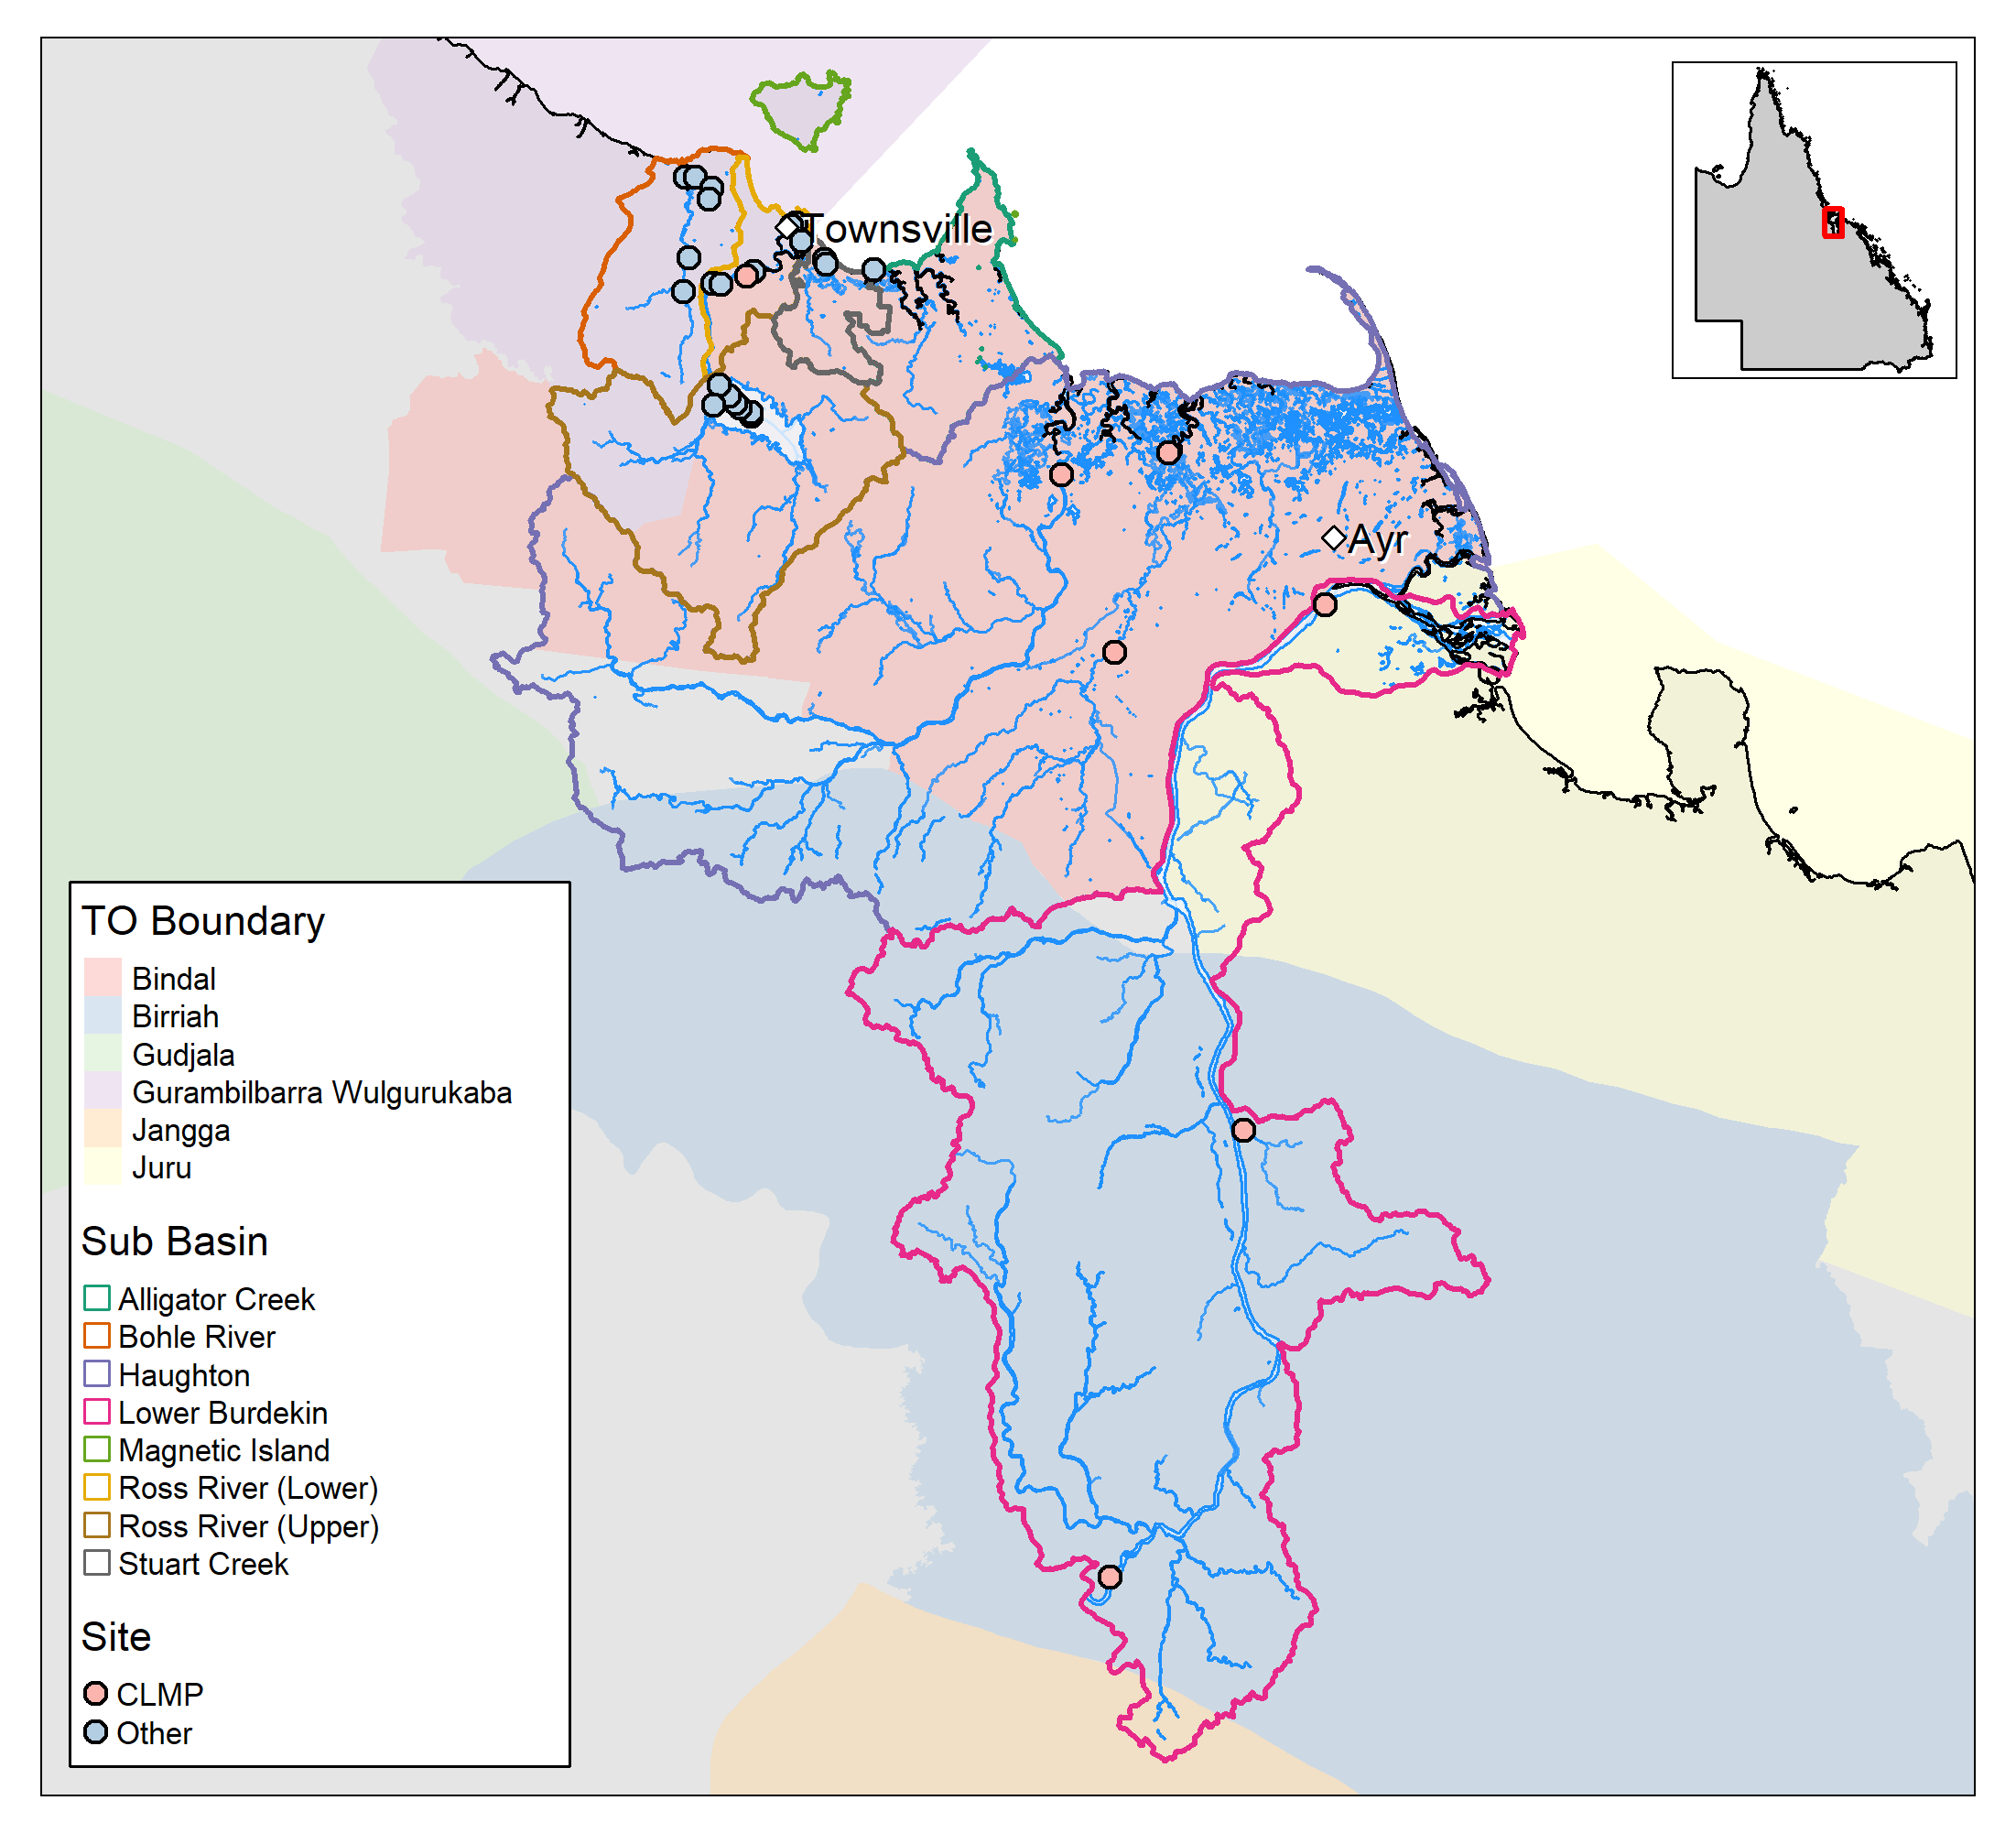 Townsville
Ayr
TO Boundary
Bindal
Birriah
Gudjala
Gurambilbarra Wulgurukaba
Jangga
Juru
Sub Basin
Alligator Creek
Bohle River
Haughton
Lower Burdekin
Magnetic Island
Ross River (Lower)
Ross River (Upper)
Stuart Creek
Site
CLMP
Other